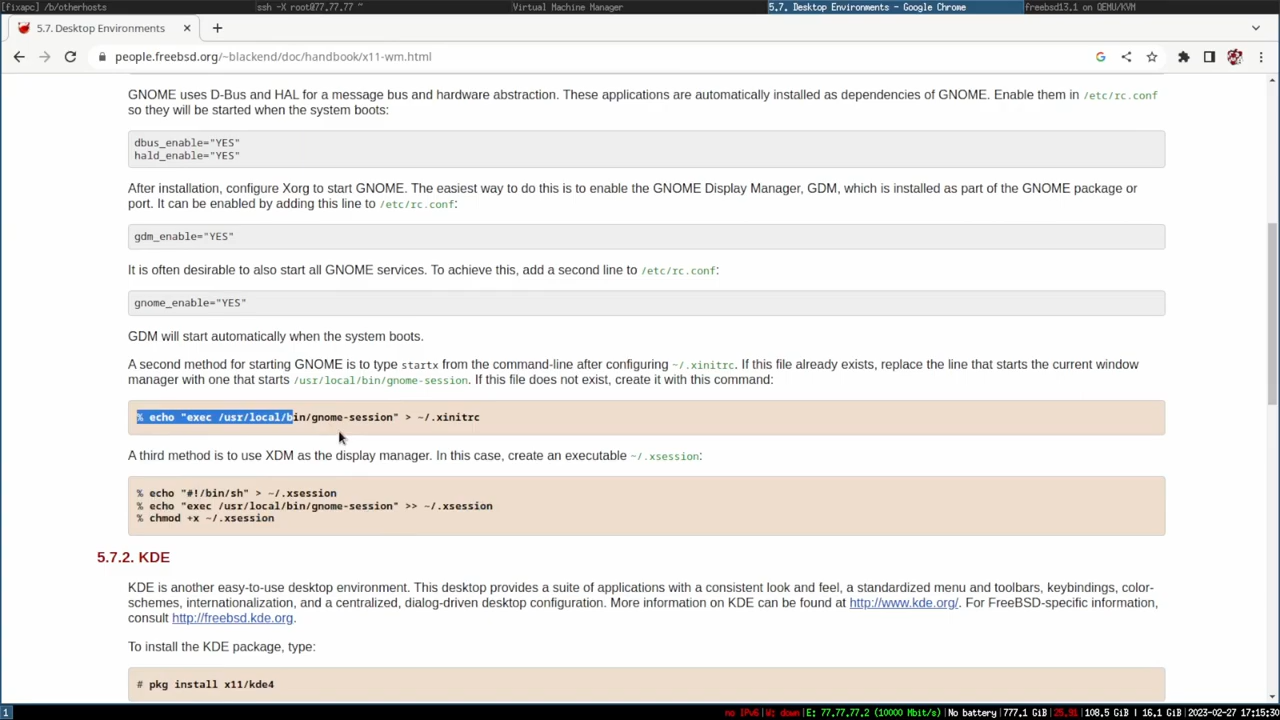 [fixapc] /b/otherhosts
ssh -X root@77.77.77 ~
Virtual Machine Manager
5.7. Desktop Environments - Google Chrome
freebsd13.1 on QEMU/KVM
5.7. Desktop Environments
people.freebsd.org/~blackend/doc/handbook/x11-wm.html
GNOME uses D-Bus and HAL for a message bus and hardware abstraction. These applications are automatically installed as dependencies of GNOME. Enable them in /etc/rc.conf
so they will be started when the system boots:
dbus_enable="YES"
hald_enable="YES"
After installation, configure Xorg to start GNOME. The easiest way to do this is to enable the GNOME Display Manager, GDM, which is installed as part of the GNOME package or
port. It can be enabled by adding this line to /etc/rc.conf:
gdm_enable="YES"
It is often desirable to also start all GNOME services. To achieve this, add a second line to /etc/rc.conf:
gnome_enable="YES"
GDM will start automatically when the system boots.
A second method for starting GNOME is to type startx from the command-line after configuring ~/.xinitrc. If this file already exists, replace the line that starts the current window
manager with one that starts /usr/local/bin/gnome-session. If this file does not exist, create it with this command:
% echo "exec /usr/local/bin/gnome-session" > ~/.xinitrc
A third method is to use XDM as the display manager. In this case, create an executable ~/.xsession:
% echo "#!/bin/sh" > ~/.xsession
% echo "exec /usr/local/bin/gnome-session" >> ~/.xsession
% chmod +x ~/.xsession
5.7.2. KDE
KDE is another easy-to-use desktop environment. This desktop provides a suite of applications with a consistent look and feel, a standardized menu and toolbars, keybindings, color-
schemes, internationalization, and a centralized, dialog-driven desktop configuration. More information on KDE can be found at http://www.kde.org/. For FreeBSD-specific information,
consult http://freebsd.kde.org.
To install the KDE package, type:
# pkg install x11/kde4
1
no IPv6|W: down|E: 77.77.77.2 (10000 Mbit/s)|No battery|777.1 GiB|25.91|108.5 GiB | 16.1 GiB|2023-02-27 17:15:30